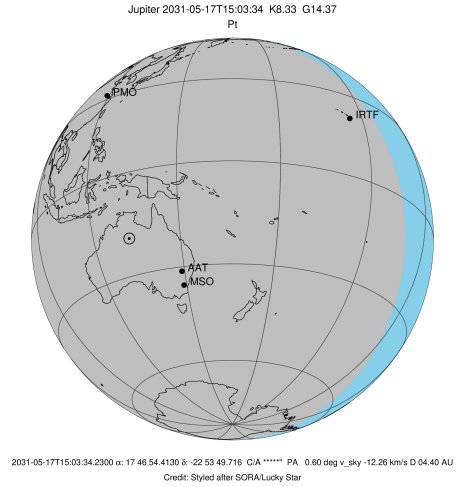 Jupiter 2031-05-17T15:03:34 K8.33 G14.37
Pt
PMO
IRTF
AAT
MSO
2031-05-17T15:03:34.2300 α: 17 46 54.4130 δ: -22 53 49.716 C/A *****" PA 0.60 deg v_sky -12.26 km/s D 04.40 AU
Credit: Styled after SORA/Lucky Star